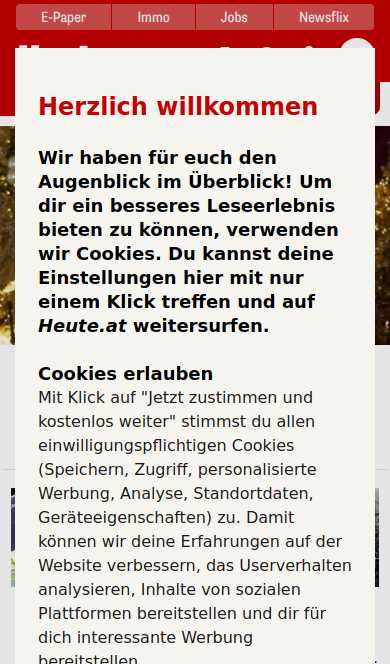 E-Paper
Immo
Jobs
Newsflix
Herzlich willkommen
Wir haben für euch den
Augenblick im Überblick! Um
dir ein besseres Leseerlebnis
bieten zu können, verwenden
wir Cookies. Du kannst deine
Einstellungen hier mit nur
einem Klick treffen und auf
Heute.at weitersurfen.
Cookies erlauben
Mit Klick auf "Jetzt zustimmen und
kostenlos weiter" stimmst du allen
einwilligungspflichtigen Cookies
(Speichern, Zugriff, personalisierte
Werbung, Analyse, Standortdaten,
Geräteeigenschaften) zu. Damit
können wir deine Erfahrungen auf der
Website verbessern, das Userverhalten
analysieren, Inhalte von sozialen
Plattformen bereitstellen und dir für
dich interessante Werbung
bereitstellen